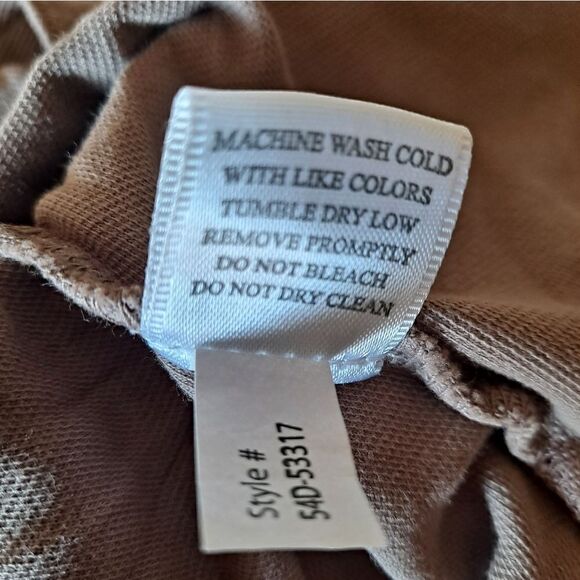 MACHINE WASH COLD
WITH LIKE COLORS
TUMBLE DRY LOW
REMOVE PROMPTLY
DO NOT BLEACH
DO NOT DRY CLEAN
Style #
54D-53317